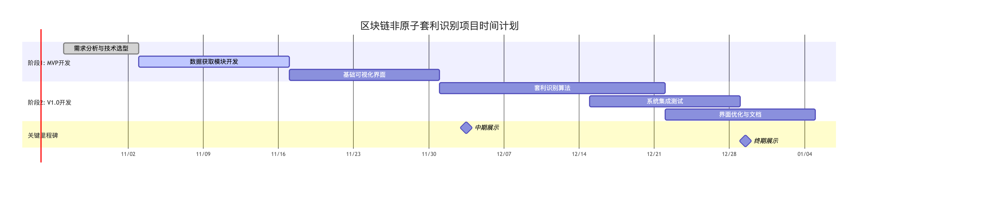 区块链非原子套利识别项目时间计划
需求分析与技术选型
阶段1: MVP开发
数据获取模块开发
基础可视化界面
套利识别算法
阶段2: V1.0开发
系统集成测试
界面优化与文档
中期展示
关键里程碑
终期展示
11/02 11/09 11/16 11/23 11/30 12/07 12/14 12/21 12/28 01/04